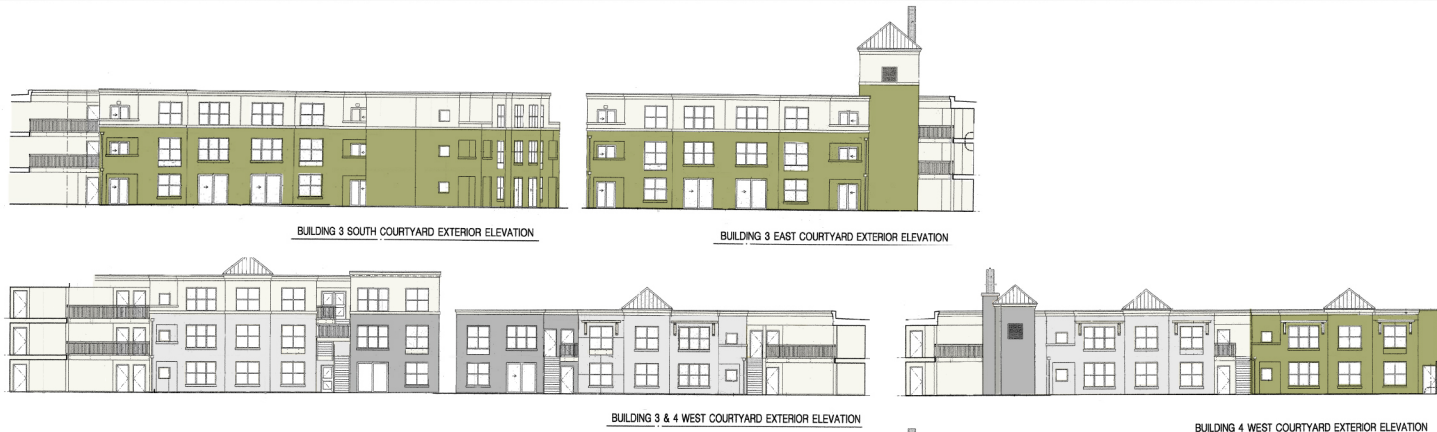 BUILDING 3 SOUTH COURTYARD EXTERIOR ELEVATION
BUILDING 3 EAST COURTYARD EXTERIOR ELEVATION
BUILDING 3 & 4 WEST COURTYARD EXTERIOR ELEVATION
BUILDING 4 WEST COURTYARD EXTERIOR ELEVATION